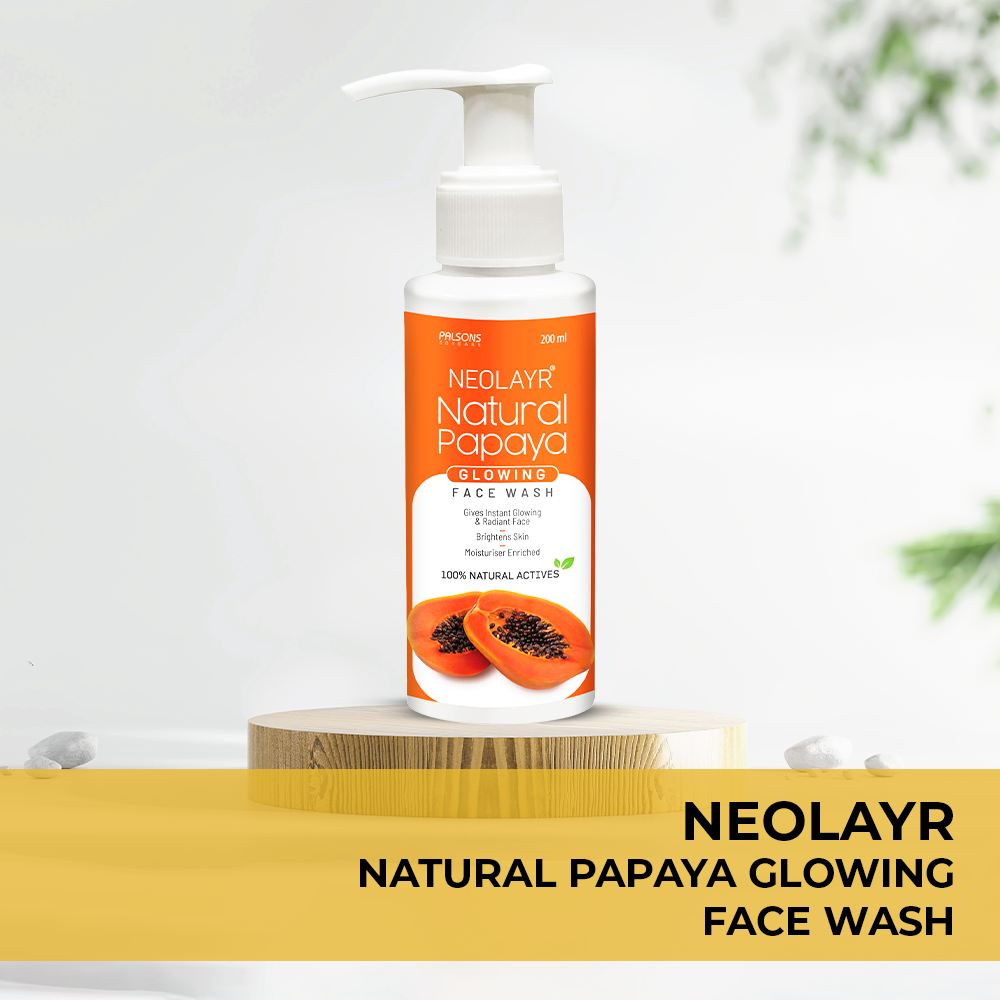 PALSONS
200 ml
NEOLAYR®
Natural
Papaya
GLOWING
FACE WASH
Gives Instant Glowing
& Radiant Face
Brightens Skin
Moisturiser Enriched
100% NATURAL ACTIVES
NEOLAYR
NATURAL PAPAYA GLOWING
FACE WASH